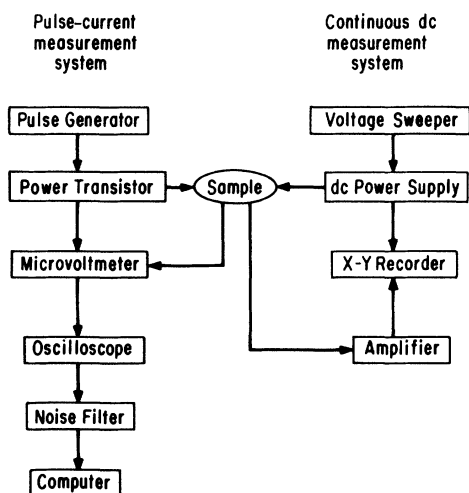 Pulse-current
measurement
system
Continuous dc
measurement
system
Pulse Generator
Voltage Sweeper
Power Transistor
Sample
dc Power Supply
Microvoltmeter
X-Y Recorder
Oscilloscope
Amplifier
Noise Filter
Computer